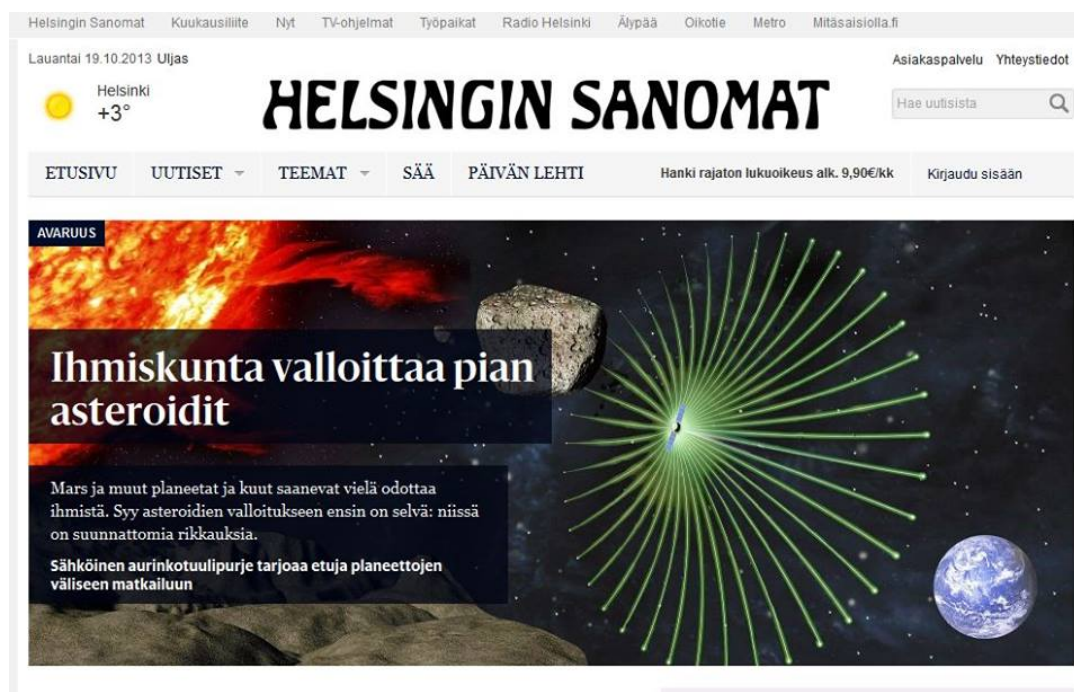 Helsingin Sanomat Kuukausiliite Nyt TV-ohjelmat Työpaikat Radio Helsinki Älypää Oikotie Metro Mitäsaisiolla.fi
Lauantai 19.10.2013 Uljas
Asiakaspalvelu Yhteystiedot
Helsinki
+3°
HELSINGIN SANOMAT
Hae uutisista
ETUSIVU UUTISET TEEMAT SÄÄ PÄIVÄN LEHTI Hanki rajaton lukuoikeus alk. 9,90€/kk Kirjaudu sisään
AVARUUS
Ihmiskunta valloittaa pian
asteroidit
Mars ja muut planeetat ja kuut saanevat vielä odottaa
ihmistä. Syy asteroidien valloitukseen ensin on selvä: niissä
on suunnattomia rikkauksia.
Sähköinen aurinkotuulipurje tarjoaa etuja planeettojen
väliseen matkailuun